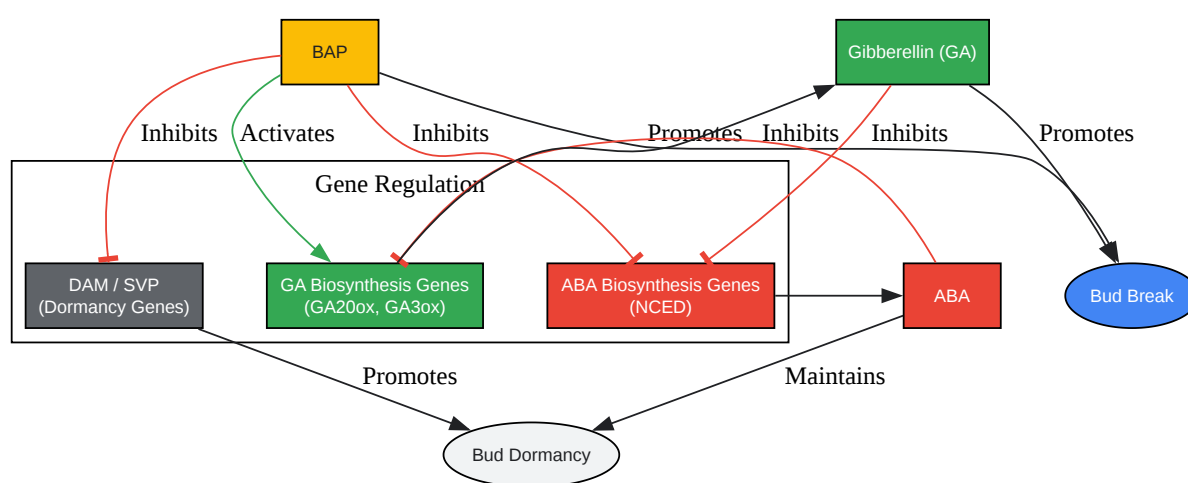 BAP
Gibberellin (GA)
Inhibits
Activates
Inhibits
Promotes
Inhibits
Inhibits
Promotes
Gene Regulation
DAM / SVP
(Dormancy Genes)
GA Biosynthesis Genes
(GA20ox, GA3ox)
ABA Biosynthesis Genes
(NCED)
ABA
Bud Break
Promotes
Maintains
Bud Dormancy